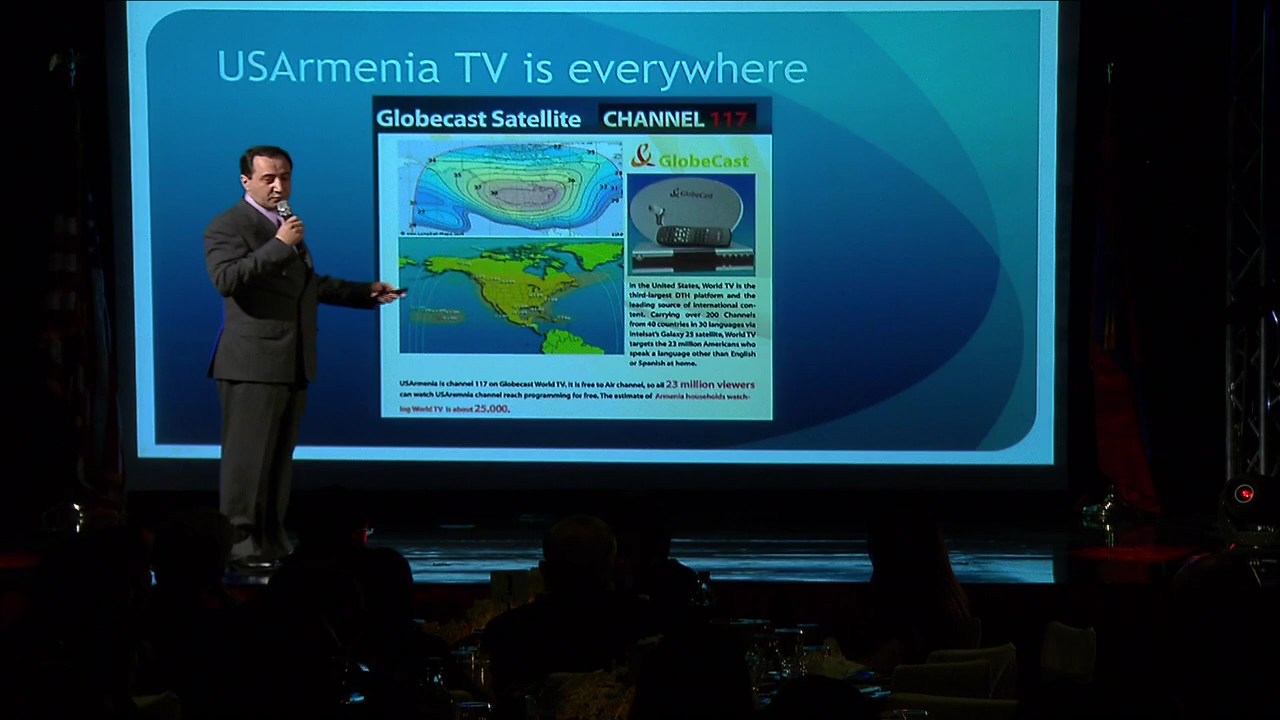 USArmenia TV is everywhere
Globecast Satellite CHANNEL 117
GlobeCast
GlobeCast
In the United States, World TV is the
third-largest DTH platform and the
leading source of international con-
tent. Carrying over 200 Channels
from 40 countries in 30 languages via
Intelsat's Galaxy 25 satellite, World TV
targets the 23 million Americans who
speak a language other than English
or Spanish at home.
USArmenia is channel 117 on Globecast World TV. It is free to Air channel, so all 23 million viewers
can watch USAremnia channel reach programming for free. The estimate of Armenia households watch-
ing World TV is about 25.000.